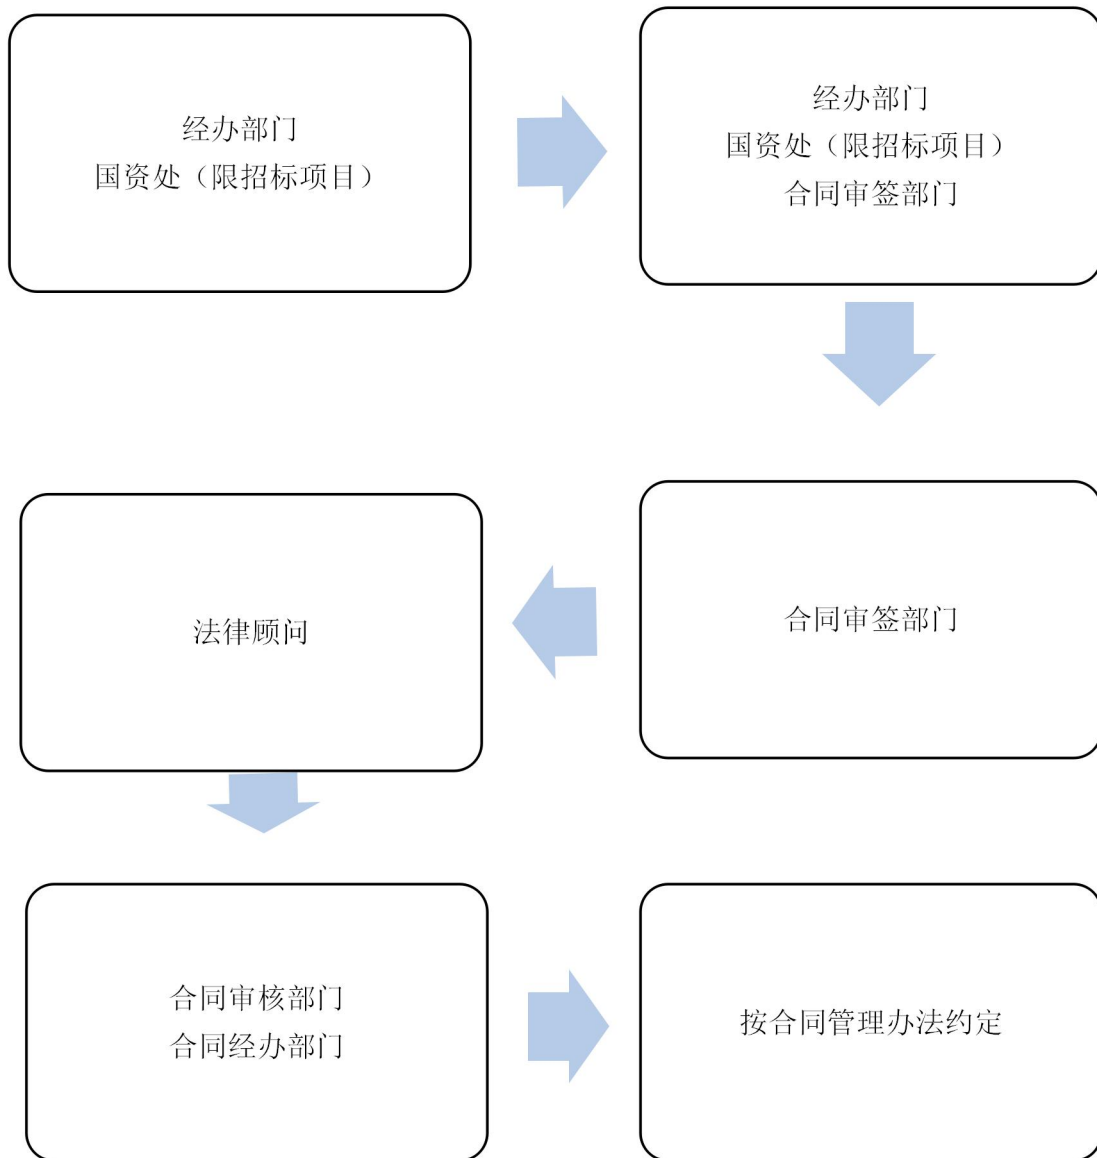 经办部门
国资处（限招标项目）
经办部门
国资处（限招标项目）
合同审签部门
合同审签部门
法律顾问
合同审核部门
合同经办部门
按合同管理办法约定